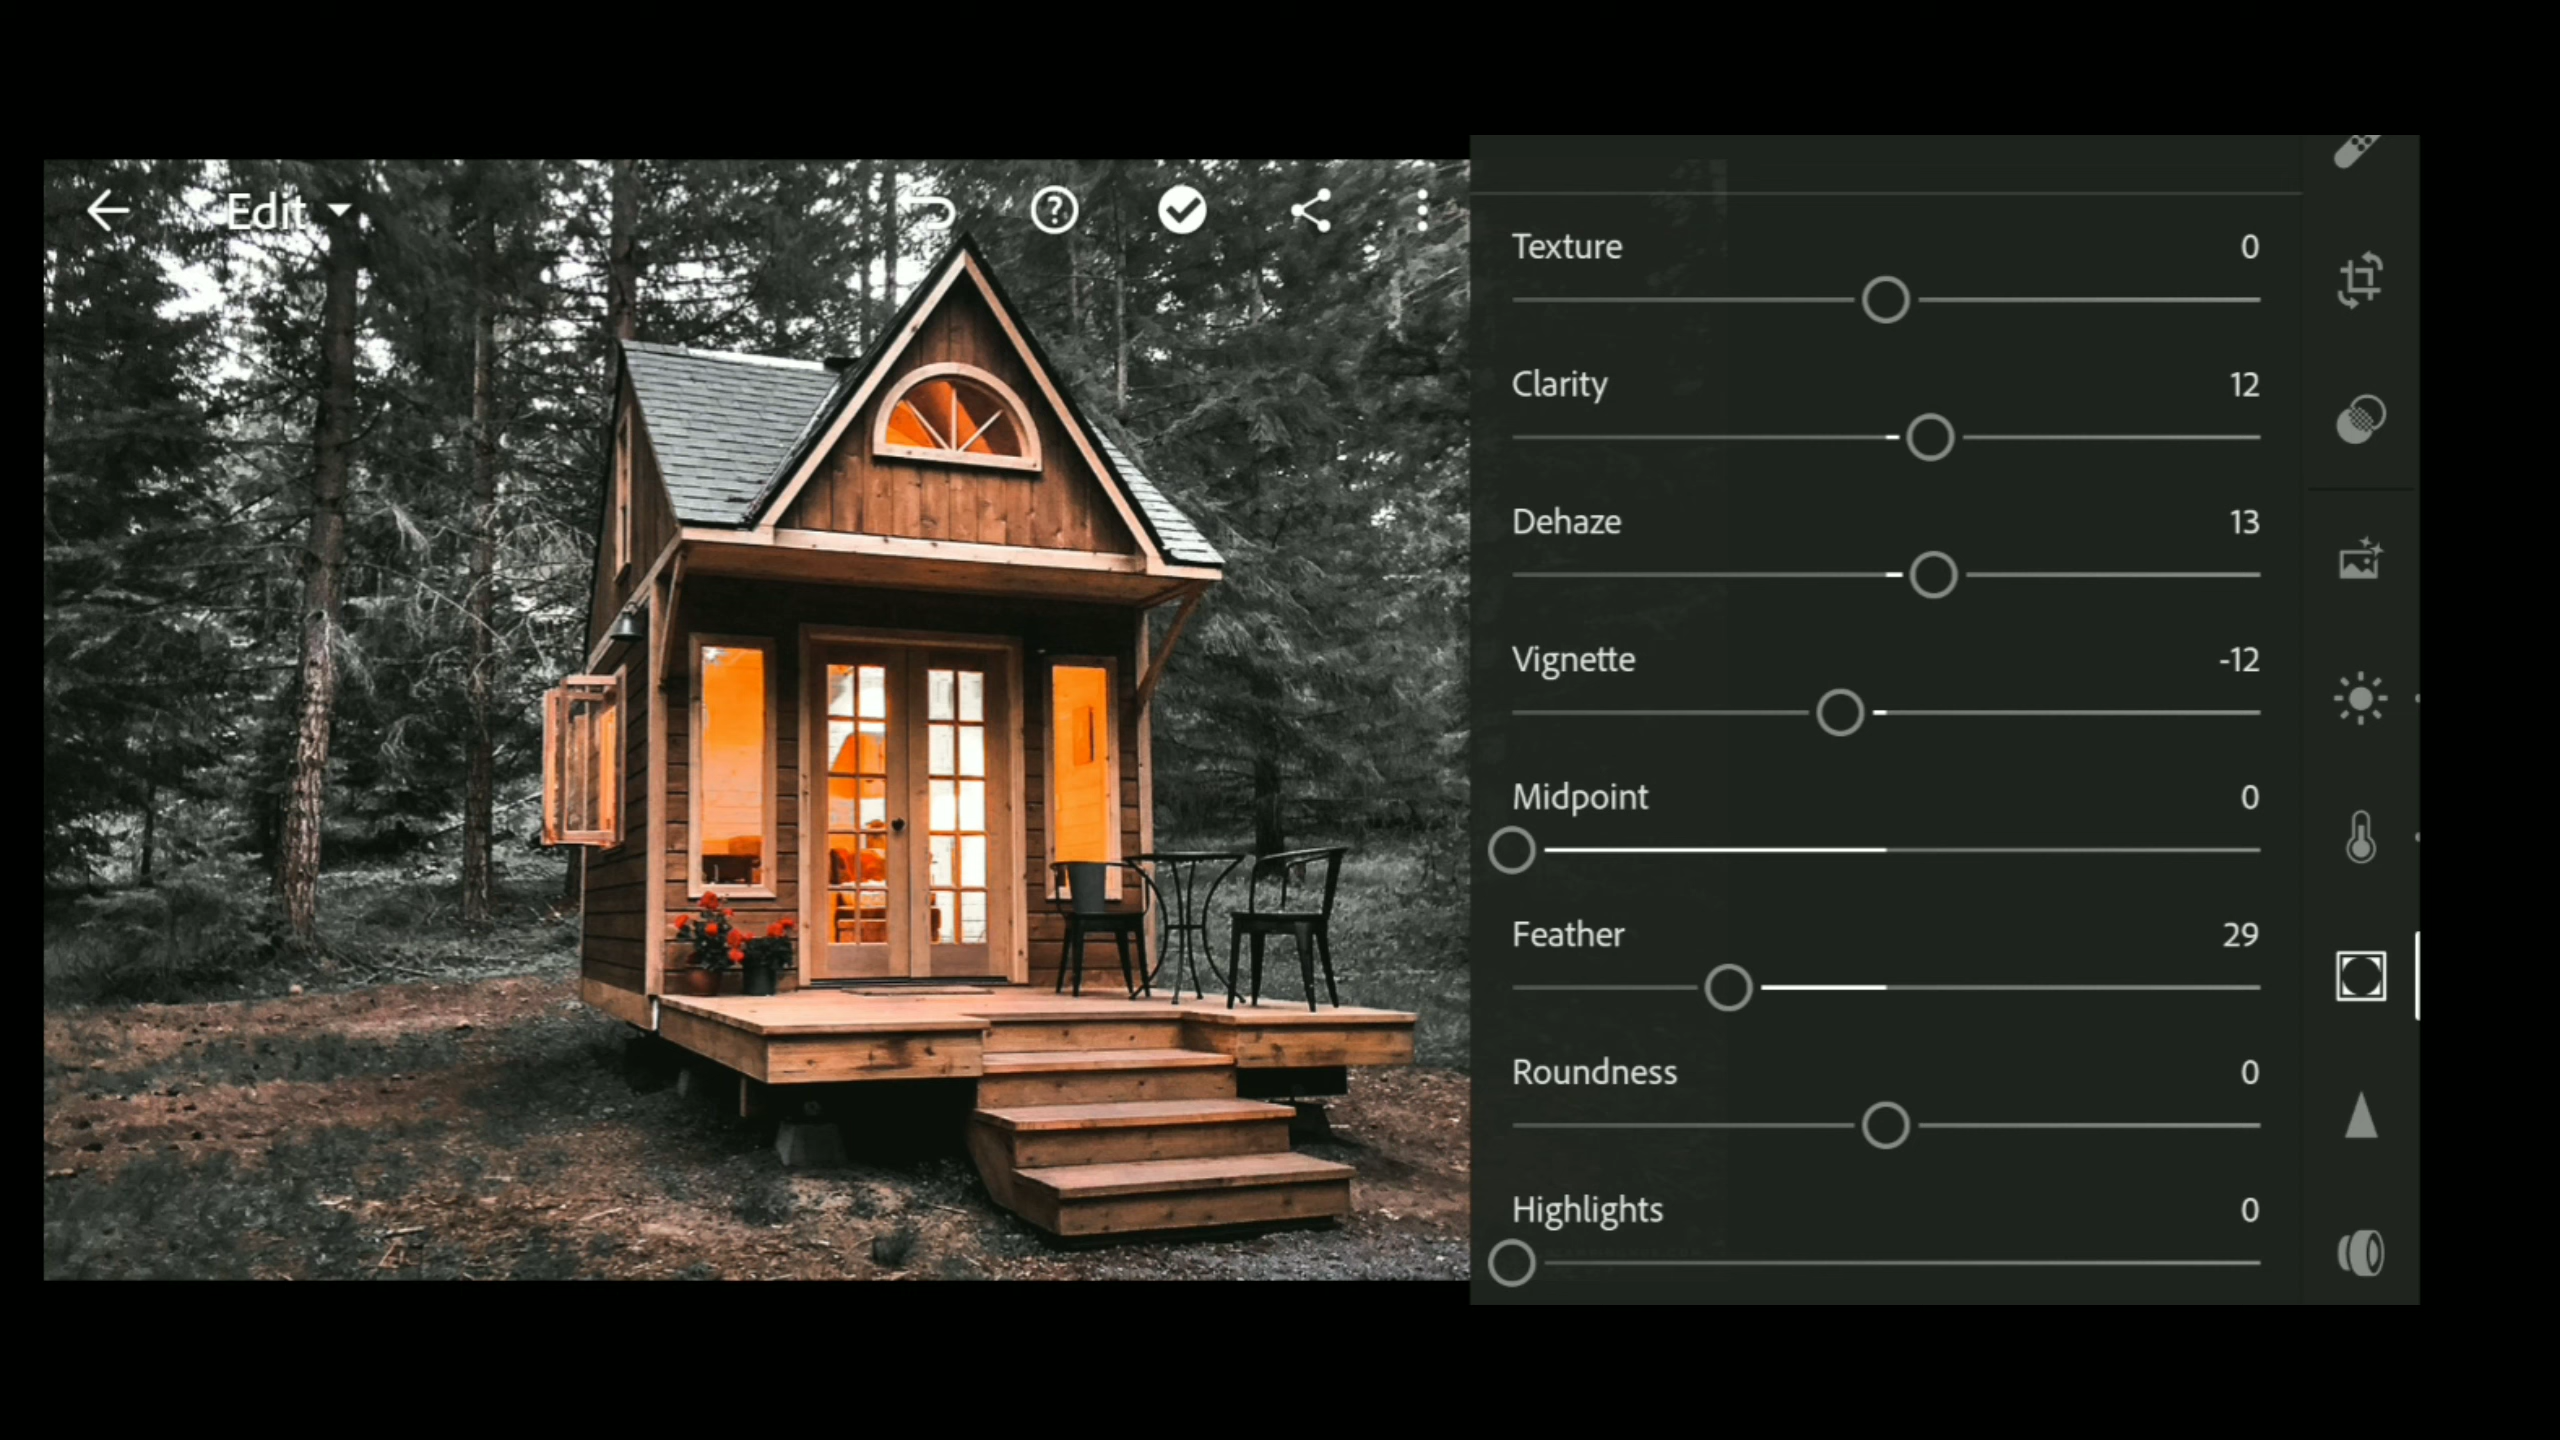 Edit
Texture 0
Clarity 12
Dehaze 13
Vignette -12
Midpoint 0
Feather 29
Roundness 0
Highlights 0